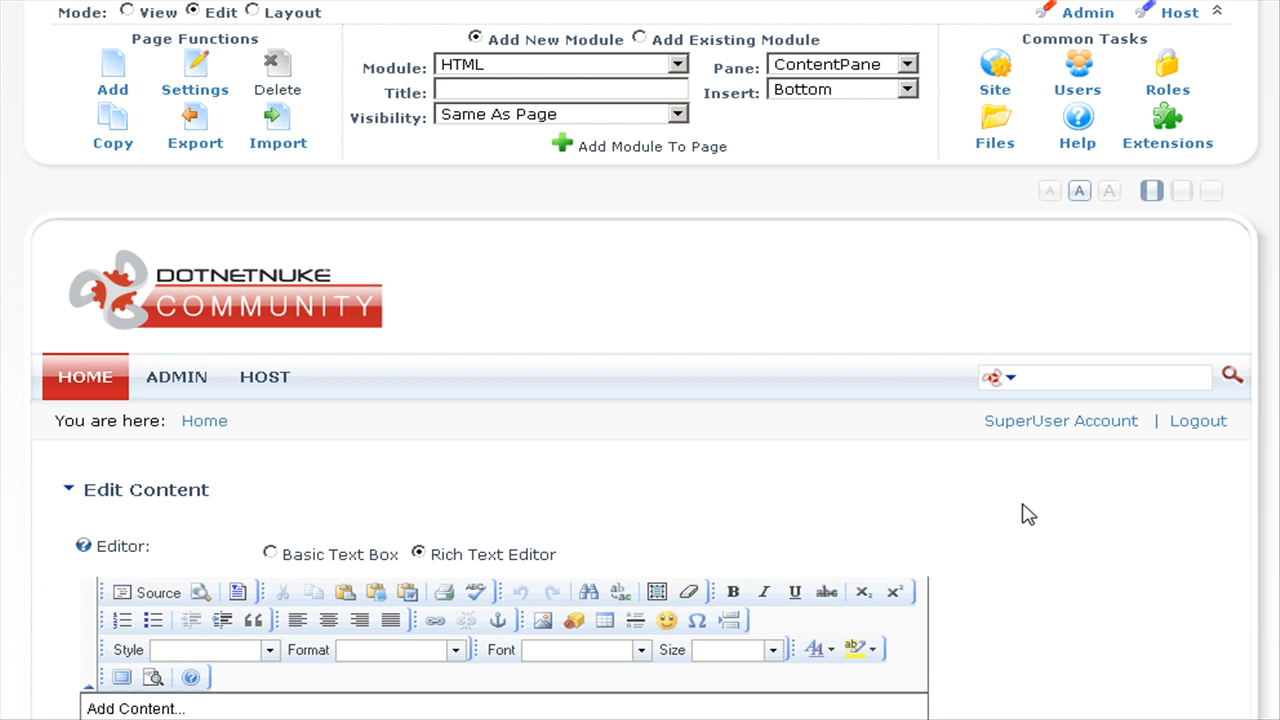 Mode: View Edit Layout Admin Host
Page Functions
Add Settings Delete
Copy Export Import
Add New Module Add Existing Module
Module: HTML Pane: ContentPane
Title: Insert: Bottom
Visibility: Same As Page
Add Module To Page
Common Tasks
Site Users Roles
Files Help Extensions
A A A
DOTNETNUKE
COMMUNITY
HOME ADMIN HOST
You are here: Home SuperUser Account | Logout
Edit Content
Editor: Basic Text Box Rich Text Editor
Source B I U abc X₂ X²
Style Format Font Size
Add Content...